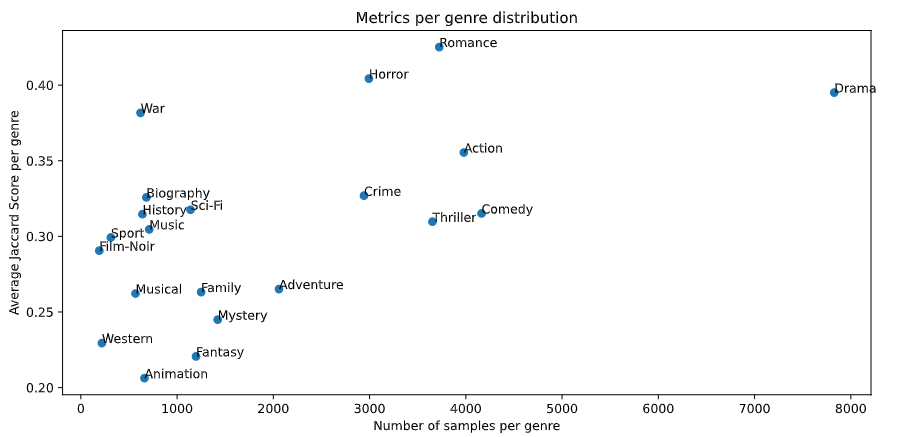 Metrics per genre distribution
Average Jaccard Score per genre
0.40
0.35
0.30
0.25
0.20
Romance
Horror
Drama
War
Action
Crime
Biography
Sci-Fi
History
Comedy
Thriller
Music
Sport
Film-Noir
Adventure
Family
Musical
Mystery
Western
Fantasy
Animation
0 1000 2000 3000 4000 5000 6000 7000 8000
Number of samples per genre